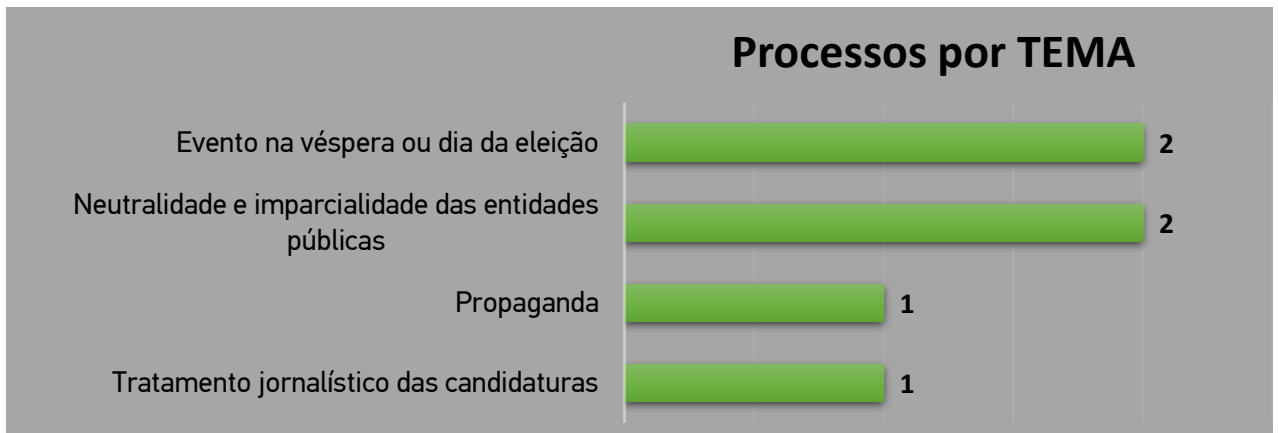 Processos por TEMA
Evento na véspera ou dia da eleição
2
Neutralidade e imparcialidade das entidades
públicas
2
Propaganda
1
Tratamento jornalístico das candidaturas
1